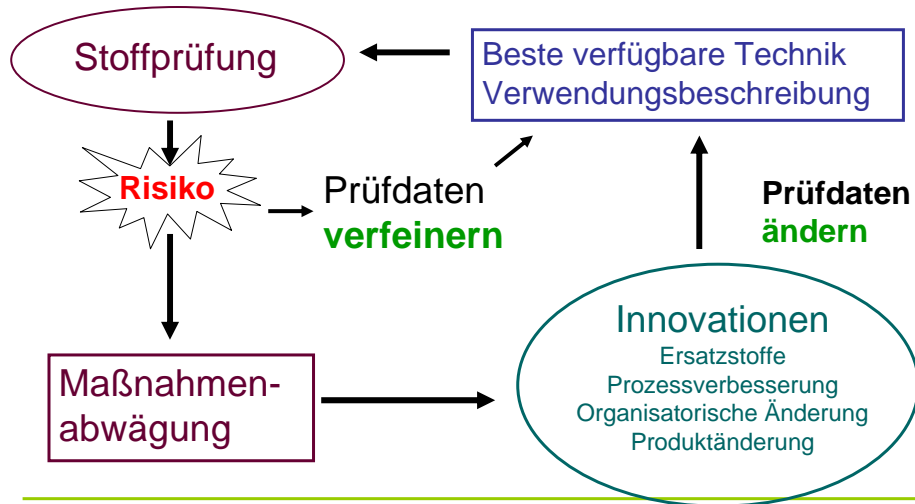 Stoffprüfung
Beste verfügbare Technik
Verwendungsbeschreibung
Risiko
Prüfdaten
verfeinern
Prüfdaten
ändern
Maßnahmen-
abwägung
Innovationen
Ersatzstoffe
Prozessverbesserung
Organisatorische Änderung
Produktänderung